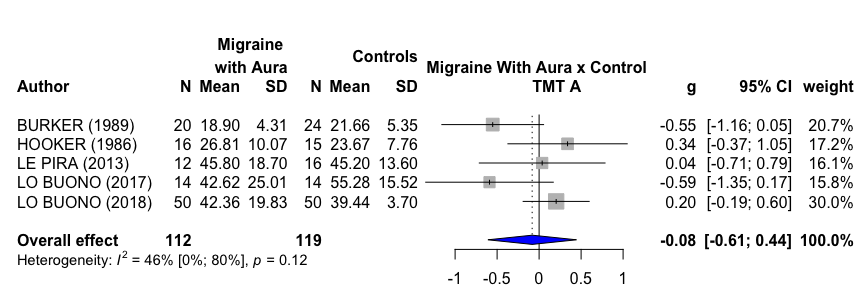 Migraine
with Aura Controls Migraine With Aura x Control
Author N Mean SD N Mean SD TMT A g 95% CI weight
BURKER (1989) 20 18.90 4.31 24 21.66 5.35 -0.55 [-1.16; 0.05] 20.7%
HOOKER (1986) 16 26.81 10.07 15 23.67 7.76 0.34 [-0.37; 1.05] 17.2%
LE PIRA (2013) 12 45.80 18.70 16 45.20 13.60 0.04 [-0.71; 0.79] 16.1%
LO BUONO (2017) 14 42.62 25.01 14 55.28 15.52 -0.59 [-1.35; 0.17] 15.8%
LO BUONO (2018) 50 42.36 19.83 50 39.44 3.70 0.20 [-0.19; 0.60] 30.0%
Overall effect 112 119 -0.08 [-0.61; 0.44] 100.0%
Heterogeneity: I² = 46% [0%; 80%], p = 0.12
-1 -0.5 0 0.5 1